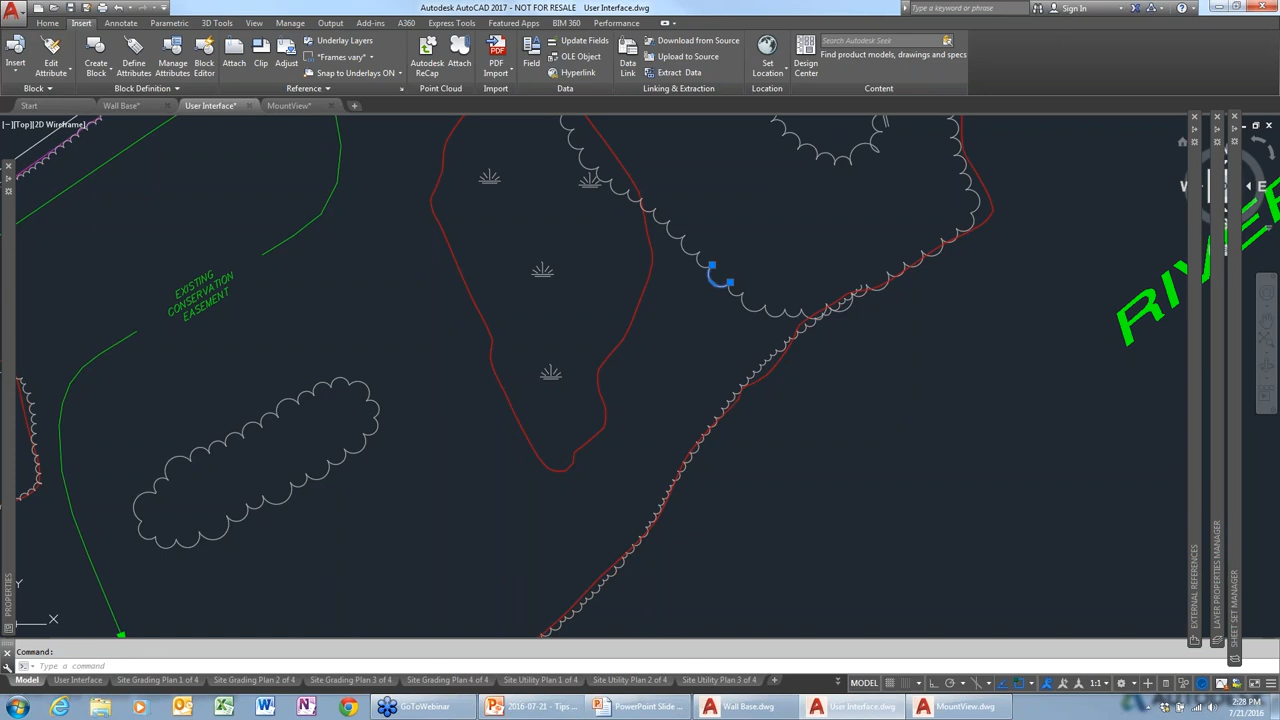 Autodesk AutoCAD 2017 - NOT FOR RESALE User Interface.dwg
Type a keyword or phrase
Sign In
Home Insert Annotate Parametric 3D Tools View Manage Output Add-ins A360 Express Tools Featured Apps BIM 360 Performance
Insert
Edit Attribute
Create Block
Define Attributes
Manage Attributes
Block Editor
Attach
Clip
Adjust
Underlay Layers
*Frames vary*
Snap to Underlays ON
Autodesk ReCap
Attach
PDF Import
Field
Update Fields
OLE Object
Hyperlink
Data Link
Download from Source
Upload to Source
Extract Data
Set Location
Design Center
Search Autodesk Seek
Find product models, drawings and specs
Block Block Definition Reference Point Cloud Import Data Linking & Extraction Location Content
Start Wall Base* User Interface* MountView*
[−][Top][2D Wireframe]
W
E
EXISTING
CONSERVATION
EASEMENT
Y
X
PROPERTIES
EXTERNAL REFERENCES
LAYER PROPERTIES MANAGER
SHEET SET MANAGER
Command:
Type a command
Model User Interface Site Grading Plan 1 of 4 Site Grading Plan 2 of 4 Site Grading Plan 3 of 4 Site Grading Plan 4 of 4 Site Utility Plan 1 of 4 Site Utility Plan 2 of 4 Site Utility Plan 3 of 4
MODEL
1:1
GoToWebinar
2016-07-21 - Tips ...
PowerPoint Slide ...
Wall Base.dwg
User Interface.dwg
MountView.dwg
2:28 PM
7/21/2016